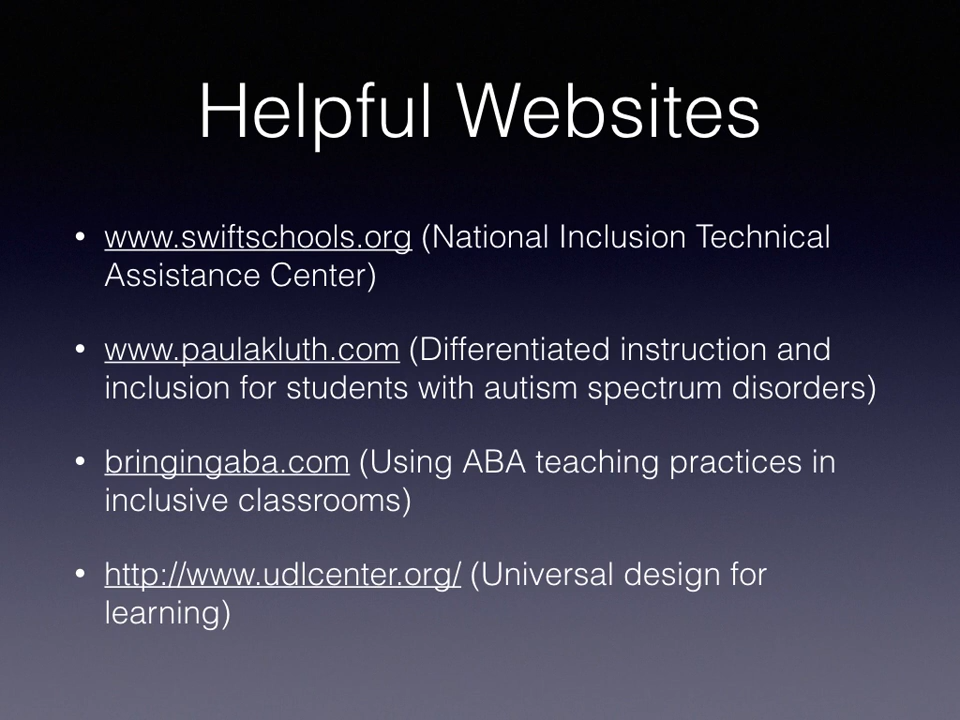 Helpful Websites
• www.swiftschools.org (National Inclusion Technical
Assistance Center)
• www.paulakluth.com (Differentiated instruction and
inclusion for students with autism spectrum disorders)
• bringingaba.com (Using ABA teaching practices in
inclusive classrooms)
• http://www.udlcenter.org/ (Universal design for
learning)